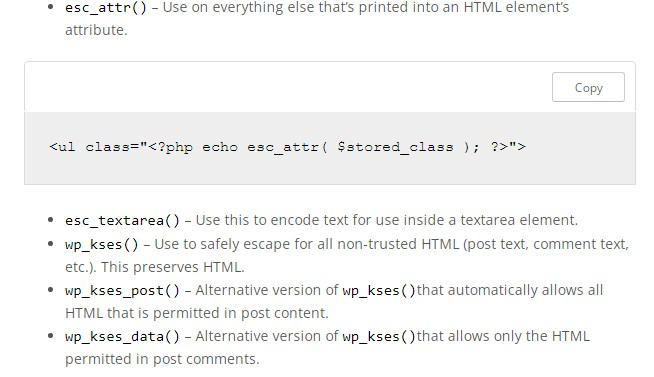 esc_attr() – Use on everything else that’s printed into an HTML element’s
attribute.
Copy
<ul class="<?php echo esc_attr( $stored_class ); ?>">
esc_textarea() – Use this to encode text for use inside a textarea element.
wp_kses() – Use to safely escape for all non-trusted HTML (post text, comment text,
etc.). This preserves HTML.
wp_kses_post() – Alternative version of wp_kses()that automatically allows all
HTML that is permitted in post content.
wp_kses_data() – Alternative version of wp_kses()that allows only the HTML
permitted in post comments.